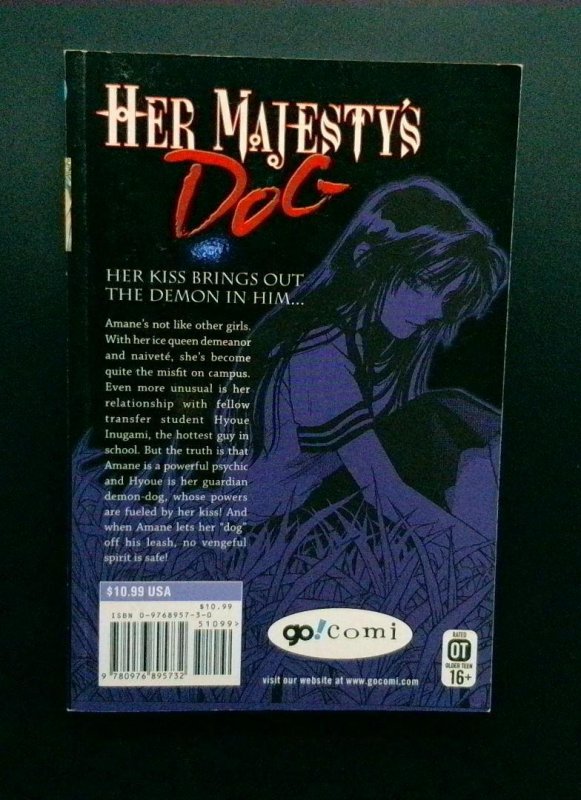 HER MAJESTY'S
DOG
HER KISS BRINGS OUT
THE DEMON IN HIM...
Amane's not like other girls.
With her ice queen demeanor
and naiveté, she's become
quite the misfit on campus.
Even more unusual is her
relationship with fellow
transfer student Hyoue
Inugami, the hottest guy in
school. But the truth is that
Amane is a powerful psychic
and Hyoue is her guardian
demon-dog, whose powers
are fueled by her kiss! And
when Amane lets her "dog"
off his leash, no vengeful
spirit is safe!
$10.99 USA
$10.99
ISBN 0-9768957-3-0
51099>
9 780976 895732
go!comi
visit our website at www.gocomi.com
RATED
OT
OLDER TEEN
16+